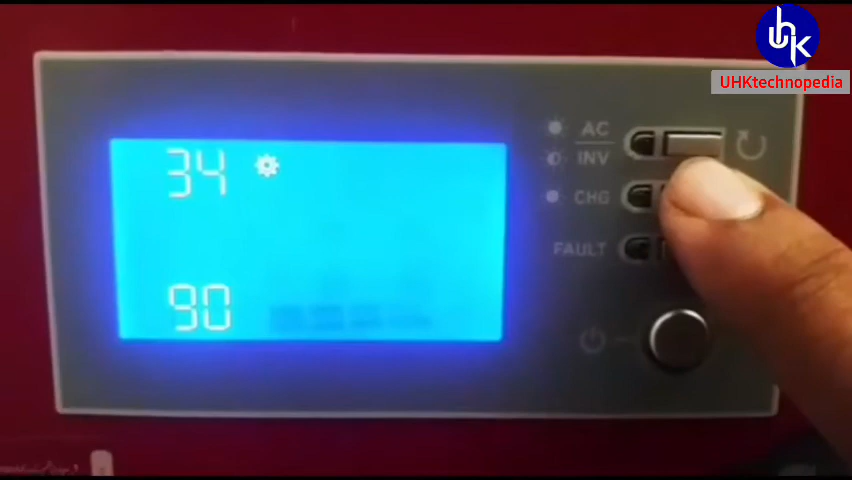 UHK
UHKtechnopedia
34
AC
INV
CHG
FAULT
90